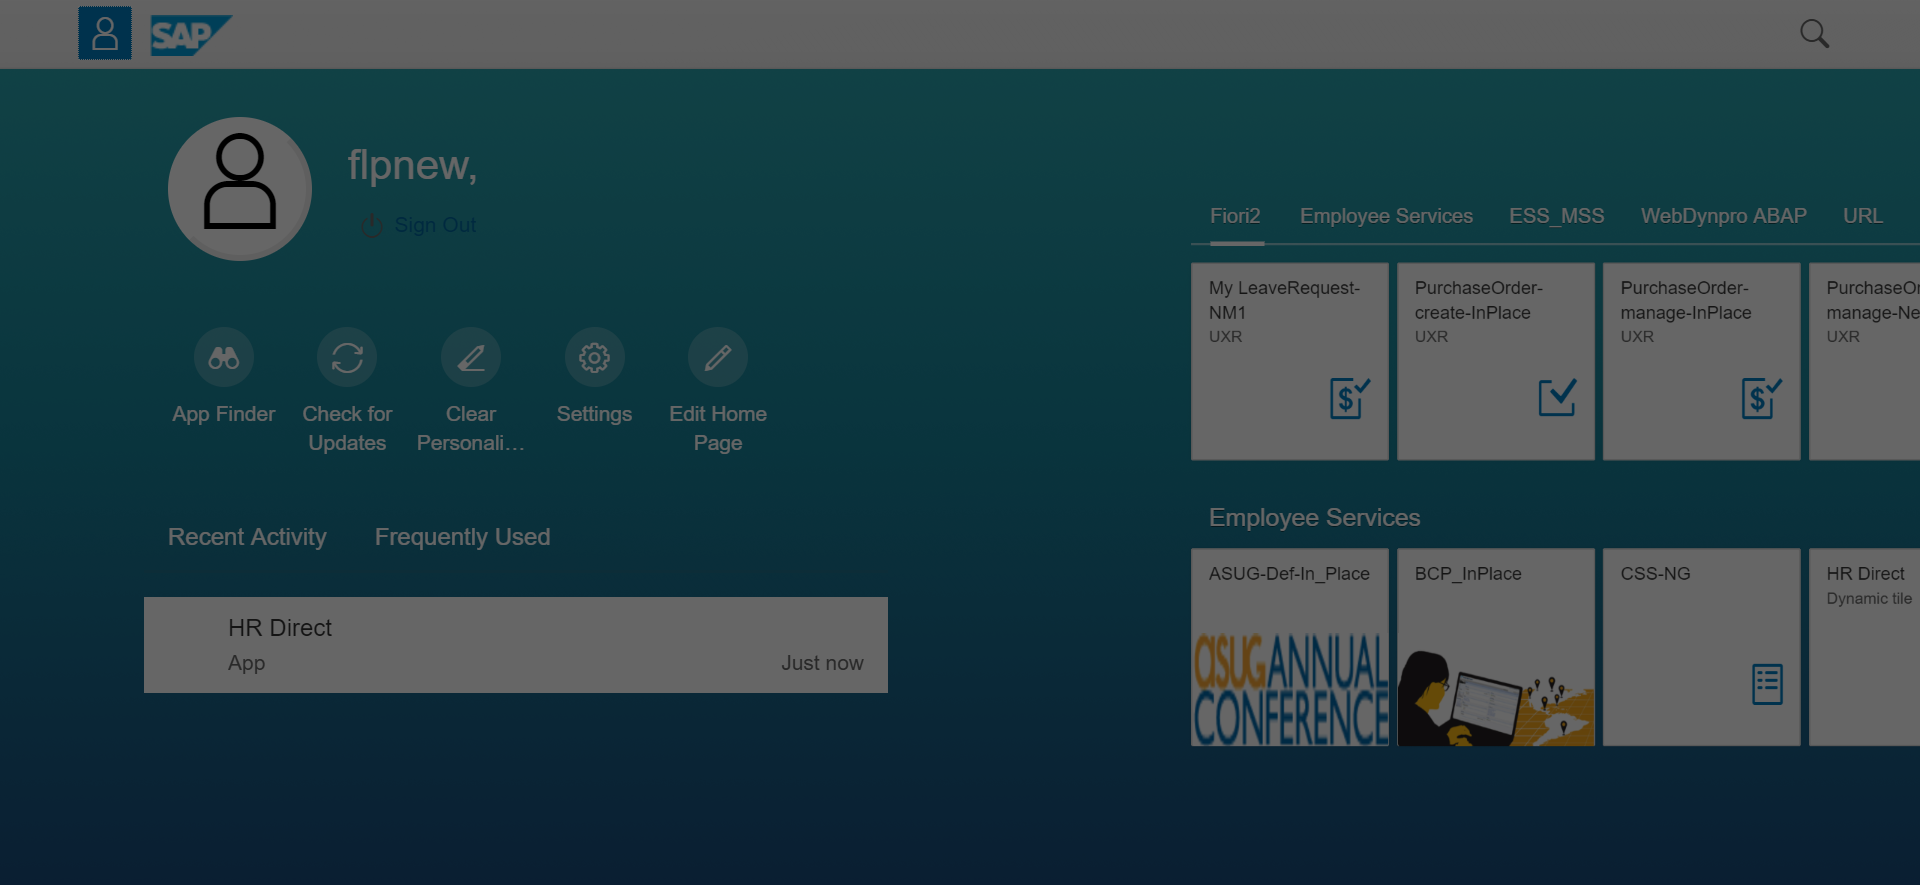 SAP
flpnew,
Sign Out
App Finder
Check for
Updates
Clear
Personali...
Settings
Edit Home
Page
Recent Activity
Frequently Used
HR Direct
App
Just now
Fiori2
Employee Services
ESS_MSS
WebDynpro ABAP
URL
My LeaveRequest-
NM1
UXR
PurchaseOrder-
create-InPlace
UXR
PurchaseOrder-
manage-InPlace
UXR
PurchaseOr
manage-Ne
UXR
Employee Services
ASUG-Def-In_Place
asug ANNUAL
CONFERENCE
BCP_InPlace
CSS-NG
HR Direct
Dynamic tile